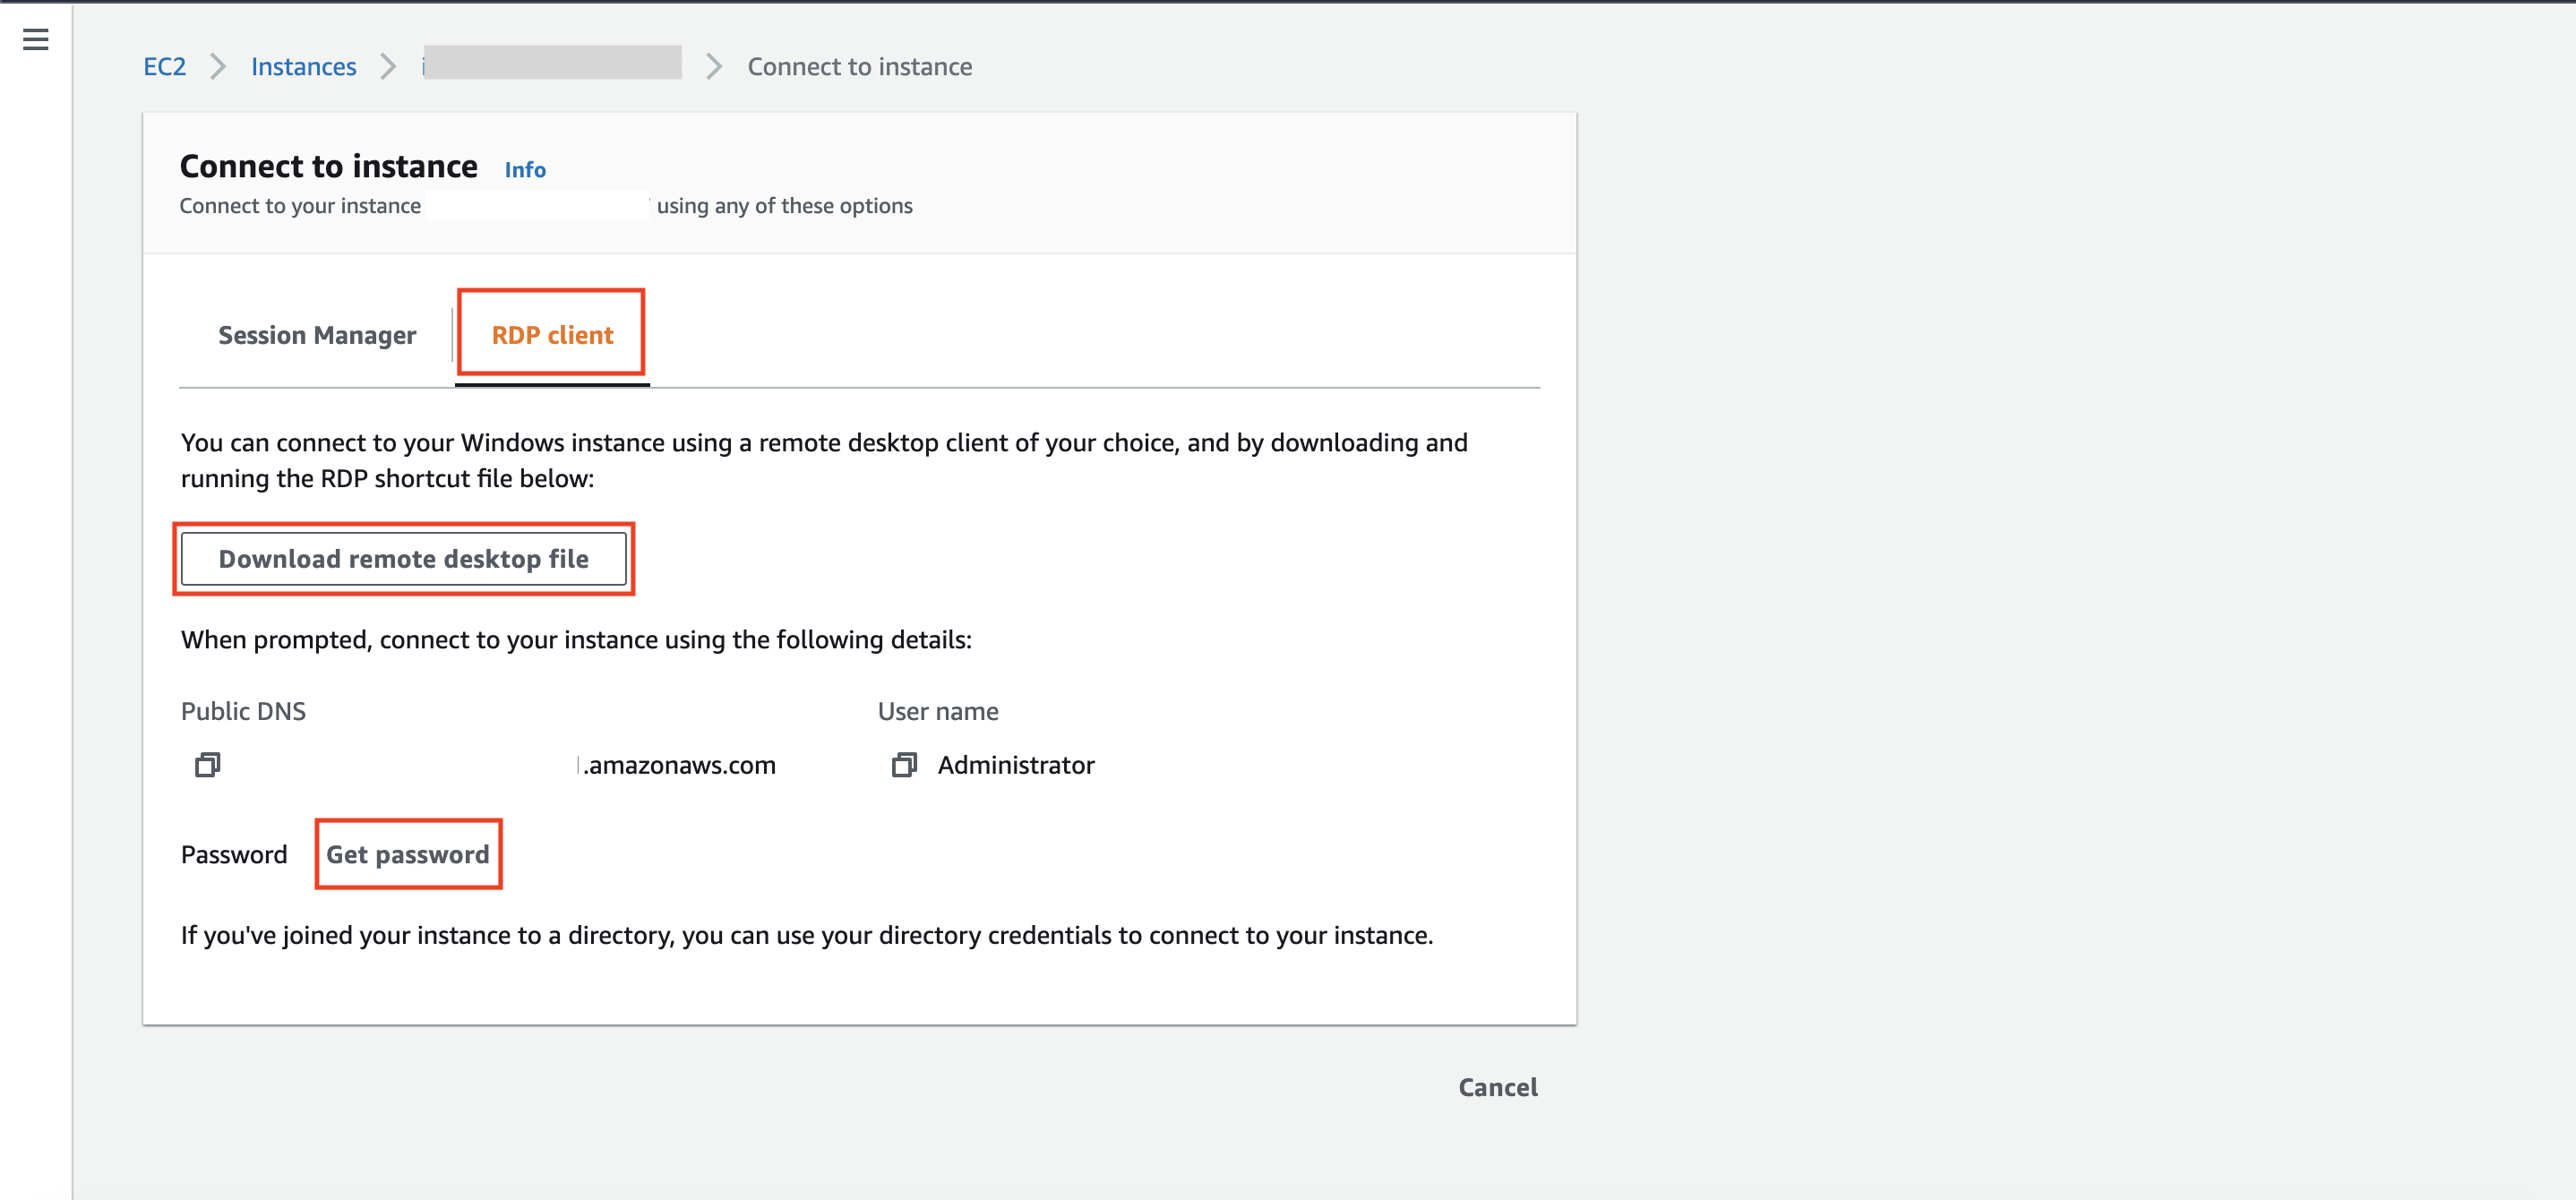 EC2 Instances Connect to instance
Connect to instance Info
Connect to your instance using any of these options
Session Manager RDP client
You can connect to your Windows instance using a remote desktop client of your choice, and by downloading and
running the RDP shortcut file below:
Download remote desktop file
When prompted, connect to your instance using the following details:
Public DNS User name
.amazonaws.com Administrator
Password Get password
If you've joined your instance to a directory, you can use your directory credentials to connect to your instance.
Cancel